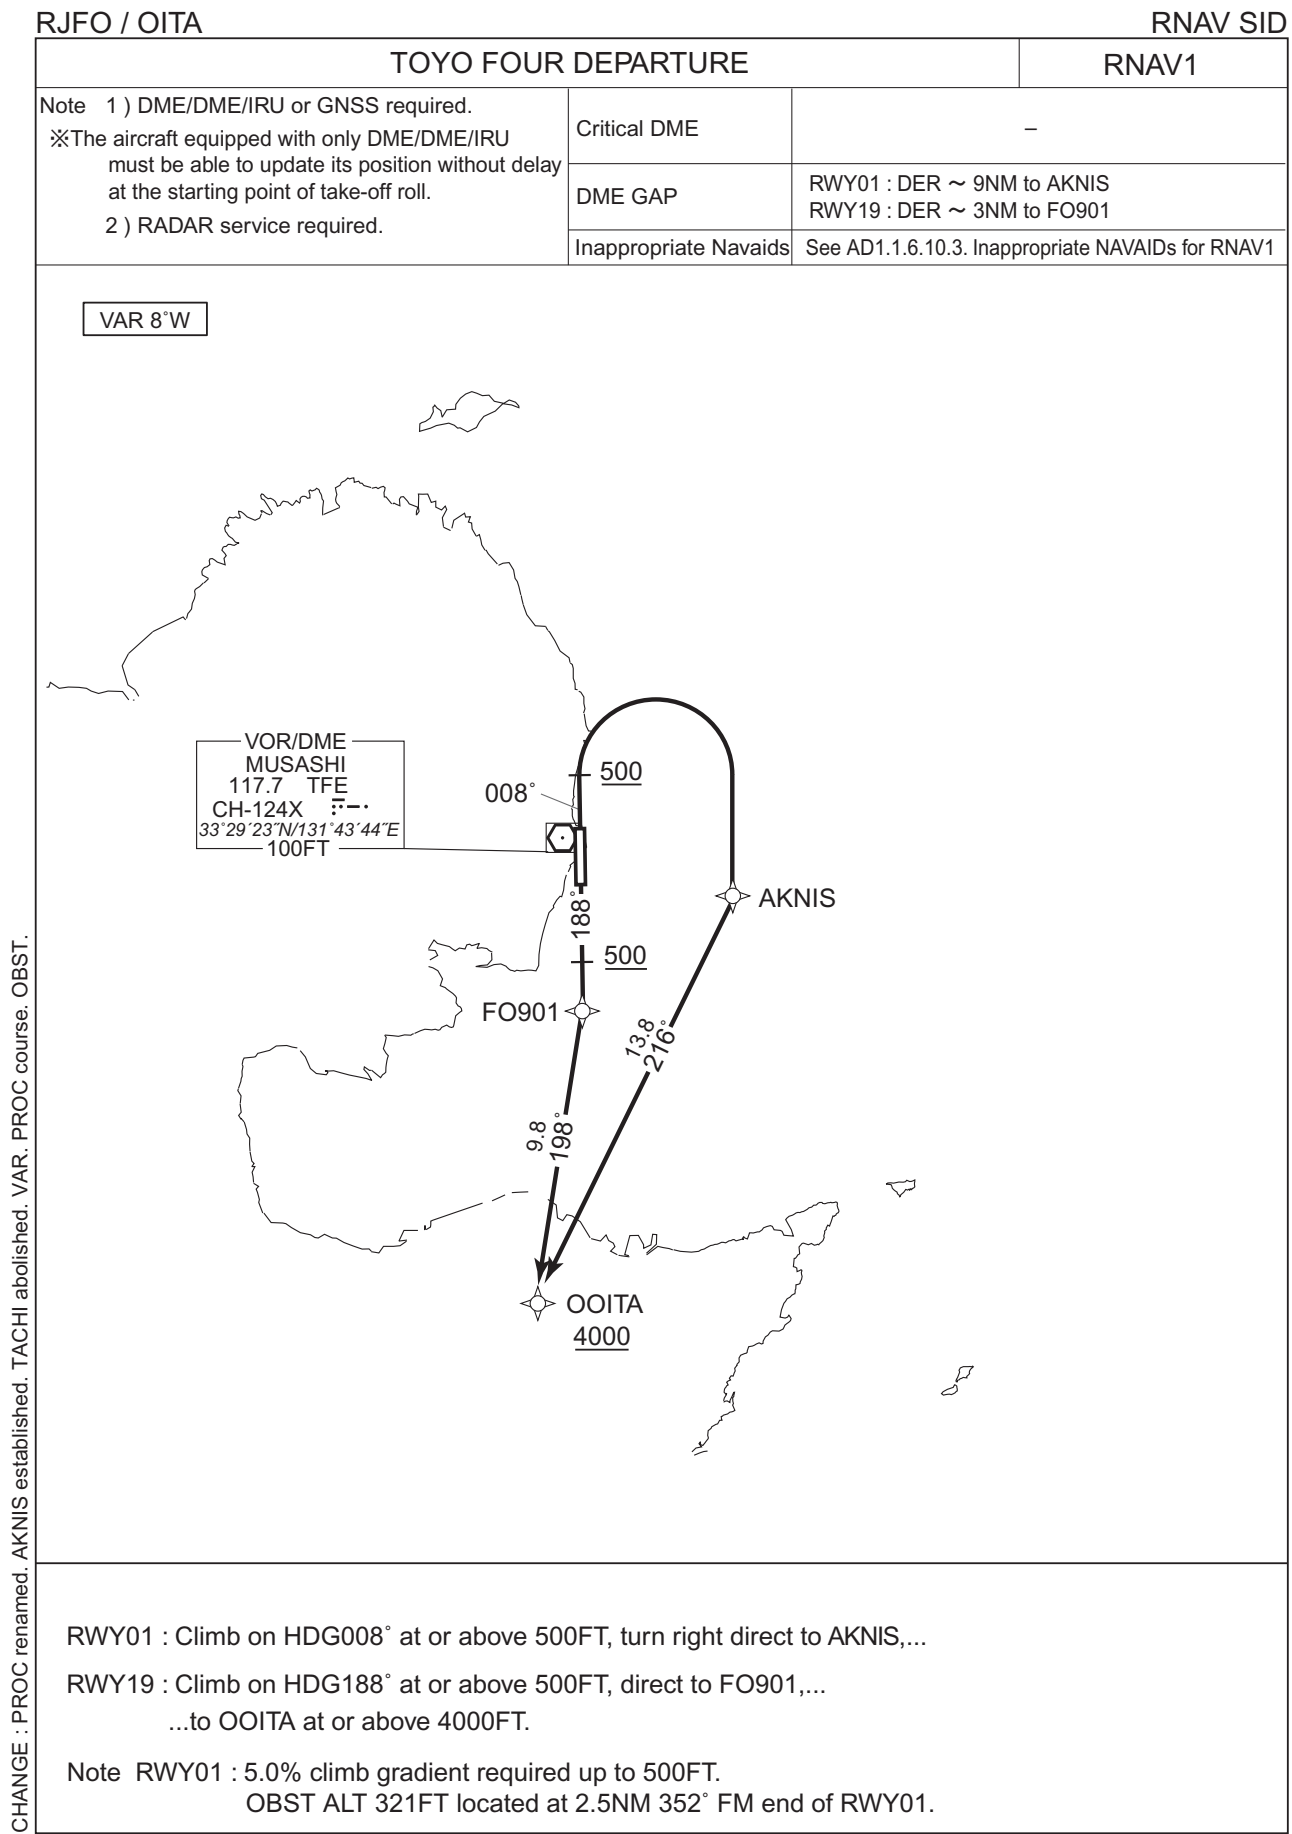 RJFO / OITA
RNAV SID
TOYO FOUR DEPARTURE
RNAV1
Note 1 ) DME/DME/IRU or GNSS required.
※The aircraft equipped with only DME/DME/IRU
must be able to update its position without delay
at the starting point of take-off roll.
2 ) RADAR service required.
Critical DME
–
DME GAP
RWY01 : DER ~ 9NM to AKNIS
RWY19 : DER ~ 3NM to FO901
Inappropriate Navaids
See AD1.1.6.10.3. Inappropriate NAVAIDs for RNAV1
VAR 8˚W
VOR/DME
MUSASHI
117.7 TFE
CH-124X
33˚29´23˝N/131˚43´44˝E
100FT
008˚
500
188˚
500
AKNIS
FO901
13.8
216˚
9.8
198˚
OOITA
4000
RWY01 : Climb on HDG008˚ at or above 500FT, turn right direct to AKNIS,...
RWY19 : Climb on HDG188˚ at or above 500FT, direct to FO901,...
...to OOITA at or above 4000FT.
Note RWY01 : 5.0% climb gradient required up to 500FT.
OBST ALT 321FT located at 2.5NM 352˚ FM end of RWY01.
CHANGE : PROC renamed. AKNIS established. TACHI abolished. VAR. PROC course. OBST.